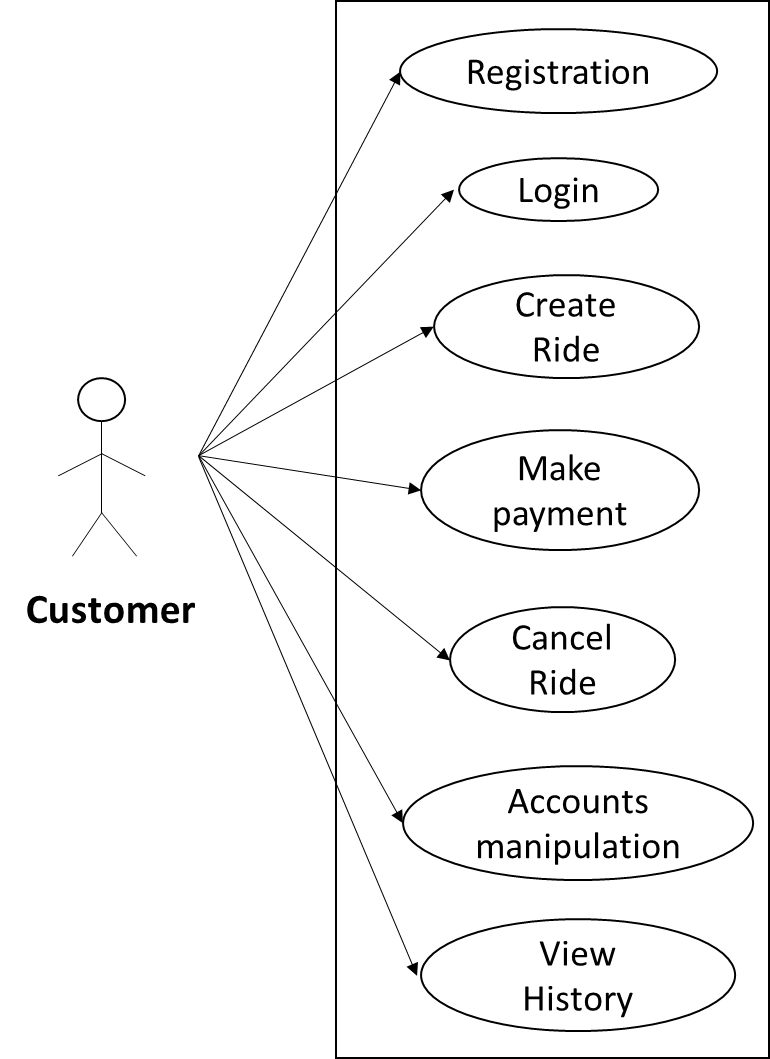 Registration
Login
Create
Ride
Make
payment
Customer
Cancel
Ride
Accounts
manipulation
View
History